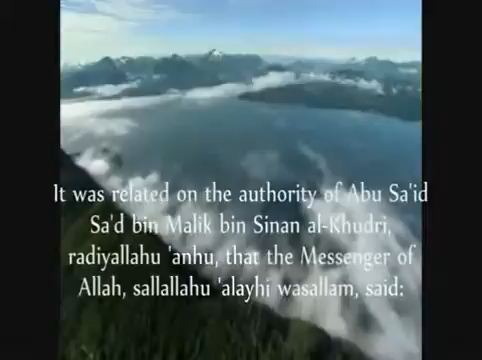 It was related on the authority of Abu Sa'id
Sa'd bin Malik bin Sinan al-Khudri,
radiyallahu 'anhu, that the Messenger of
Allah, sallallahu 'alayhi wasallam, said: